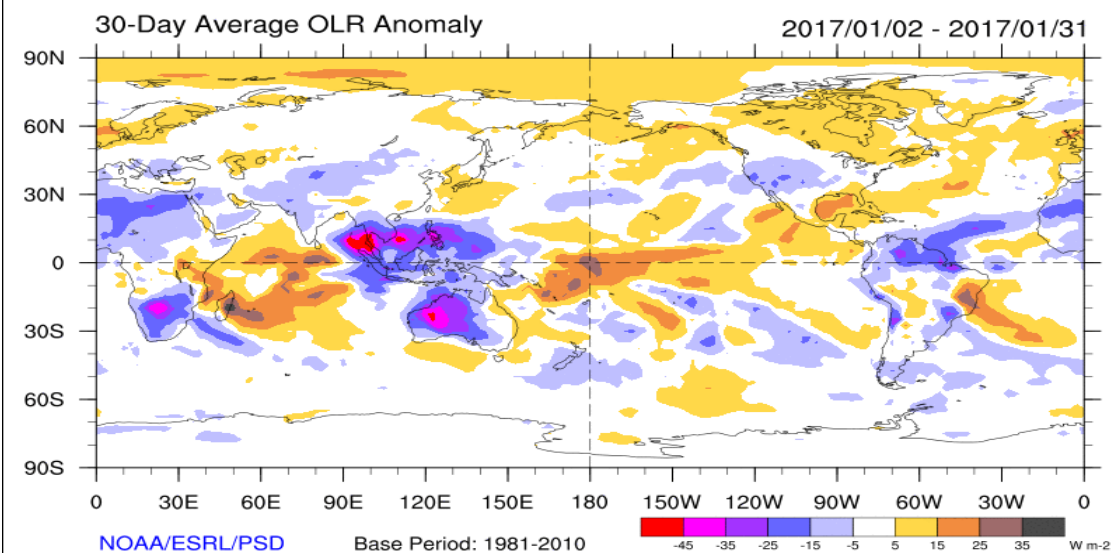 30-Day Average OLR Anomaly 2017/01/02 - 2017/01/31
90N
60N
30N
0
30S
60S
90S
0 30E 60E 90E 120E 150E 180 150W 120W 90W 60W 30W 0
-45 -35 -25 -15 -5 5 15 25 35 W m-2
NOAA/ESRL/PSD Base Period: 1981-2010